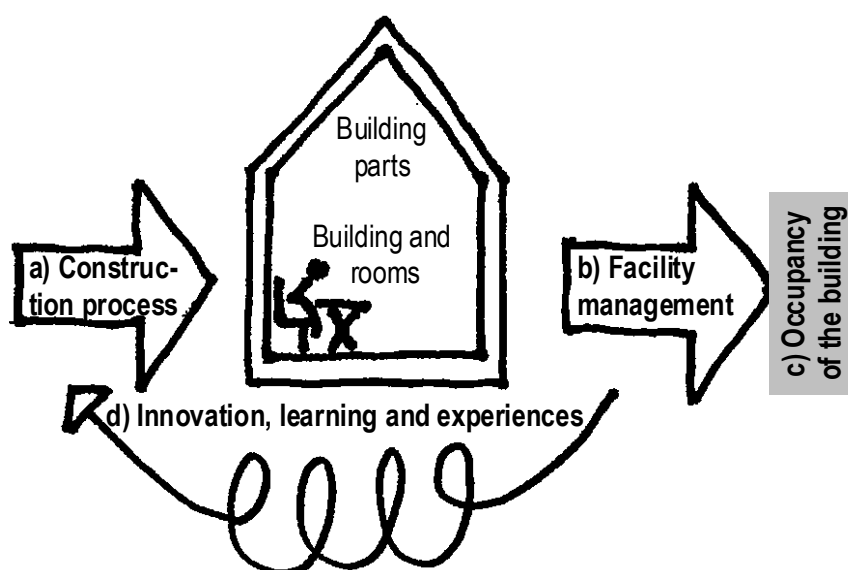 Building
parts
Building and
rooms
a) Construc-
tion process
b) Facility
management
c) Occupancy
of the building
d) Innovation, learning and experiences